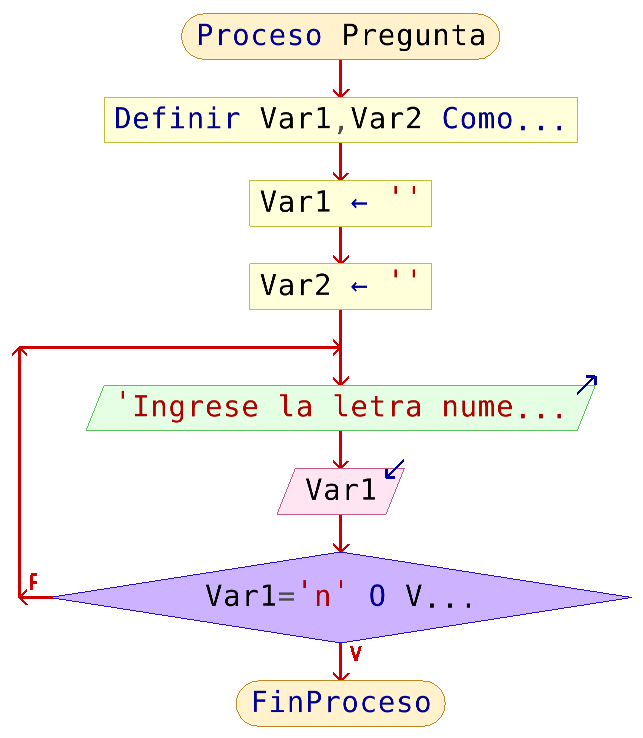 Proceso Pregunta
Definir Var1,Var2 Como...
Var1 ← ''
Var2 ← ''
'Ingrese la letra nume...
Var1
F
Var1='n' O V...
V
FinProceso